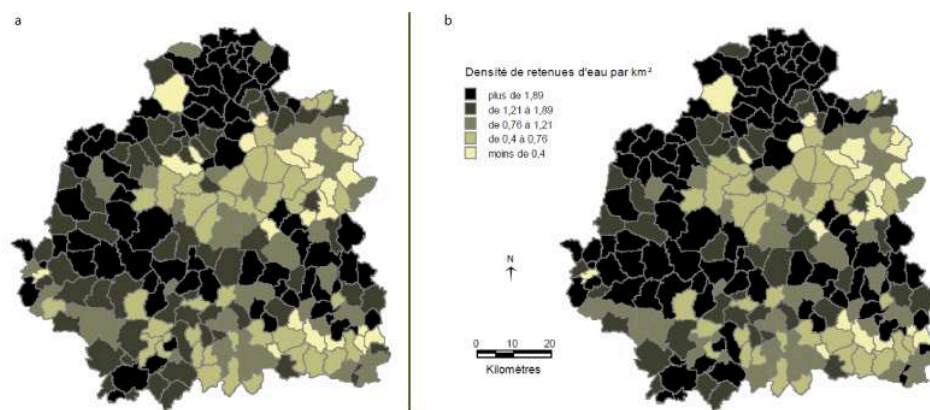 a
b
Densité de retenues d'eau par km²
plus de 1,89
de 1,21 à 1,89
de 0,76 à 1,21
de 0,4 à 0,76
moins de 0,4
N
0 10 20
Kilomètres